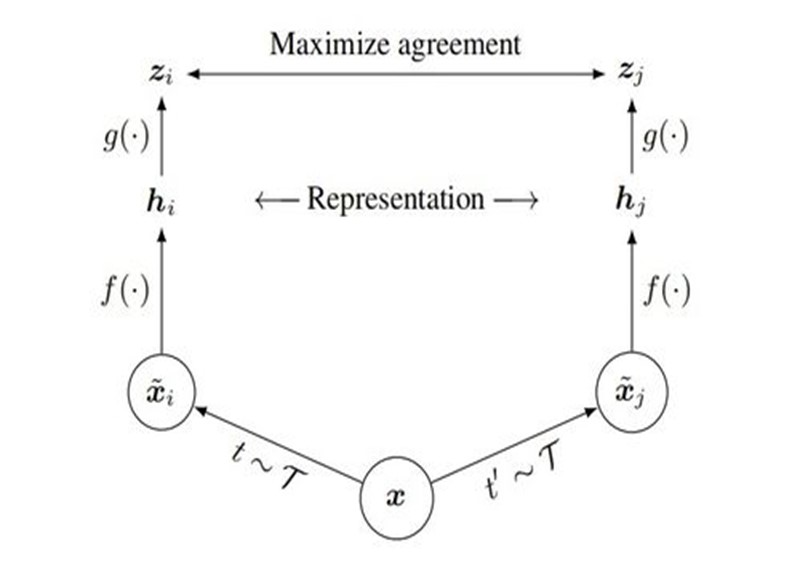 Maximize agreement
z_i z_j
g(·) g(·)
h_i ← Representation → h_j
f(·) f(·)
x̃_i x̃_j
t ~ 𝒯 t′ ~ 𝒯
x